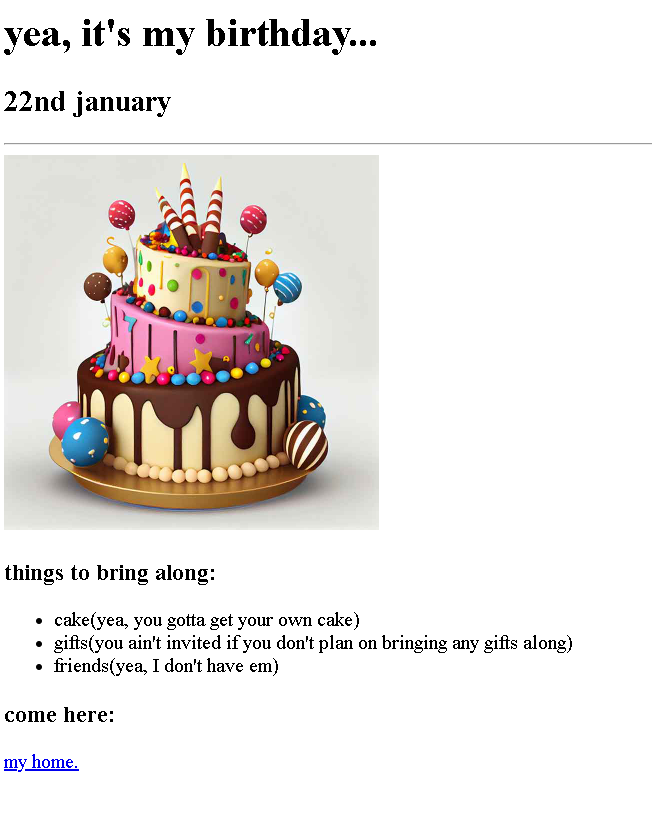 yea, it's my birthday...
22nd january
things to bring along:
cake(yea, you gotta get your own cake)
gifts(you ain't invited if you don't plan on bringing any gifts along)
friends(yea, I don't have em)
come here:
my home.